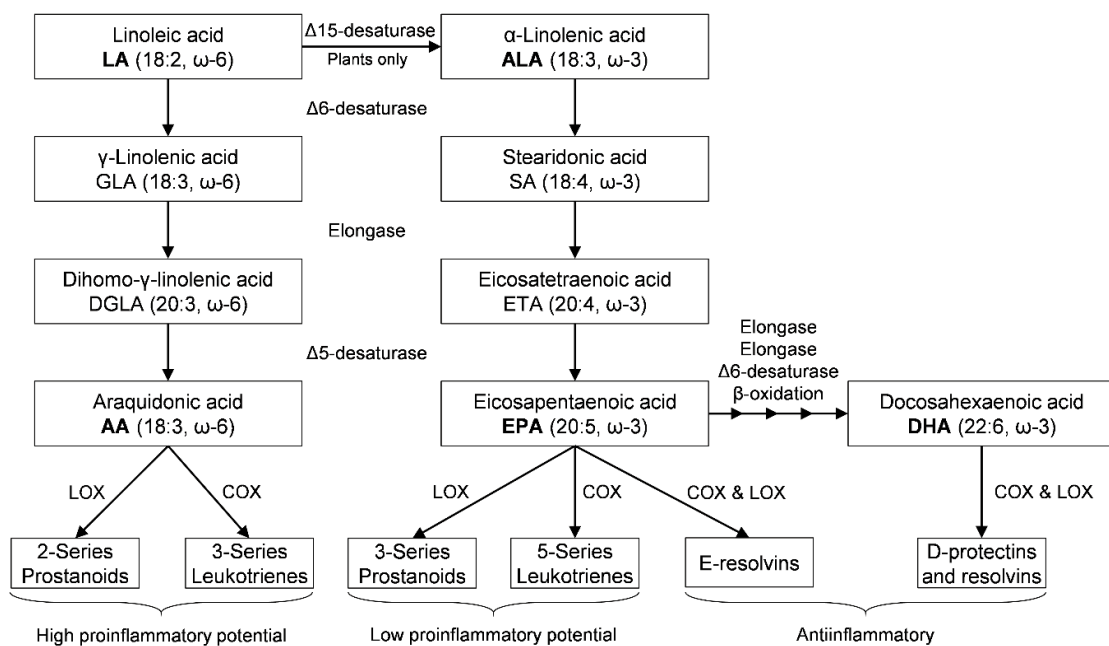 Linoleic acid
LA (18:2, ω-6)
Δ15-desaturase
Plants only
α-Linolenic acid
ALA (18:3, ω-3)
Δ6-desaturase
γ-Linolenic acid
GLA (18:3, ω-6)
Stearidonic acid
SA (18:4, ω-3)
Elongase
Dihomo-γ-linolenic acid
DGLA (20:3, ω-6)
Eicosatetraenoic acid
ETA (20:4, ω-3)
Δ5-desaturase
Elongase
Elongase
Δ6-desaturase
β-oxidation
Araquidonic acid
AA (18:3, ω-6)
Eicosapentaenoic acid
EPA (20:5, ω-3)
Docosahexaenoic acid
DHA (22:6, ω-3)
LOX
COX
LOX
COX
COX & LOX
COX & LOX
2-Series
Prostanoids
3-Series
Leukotrienes
3-Series
Prostanoids
5-Series
Leukotrienes
E-resolvins
D-protectins
and resolvins
High proinflammatory potential
Low proinflammatory potential
Antiinflammatory